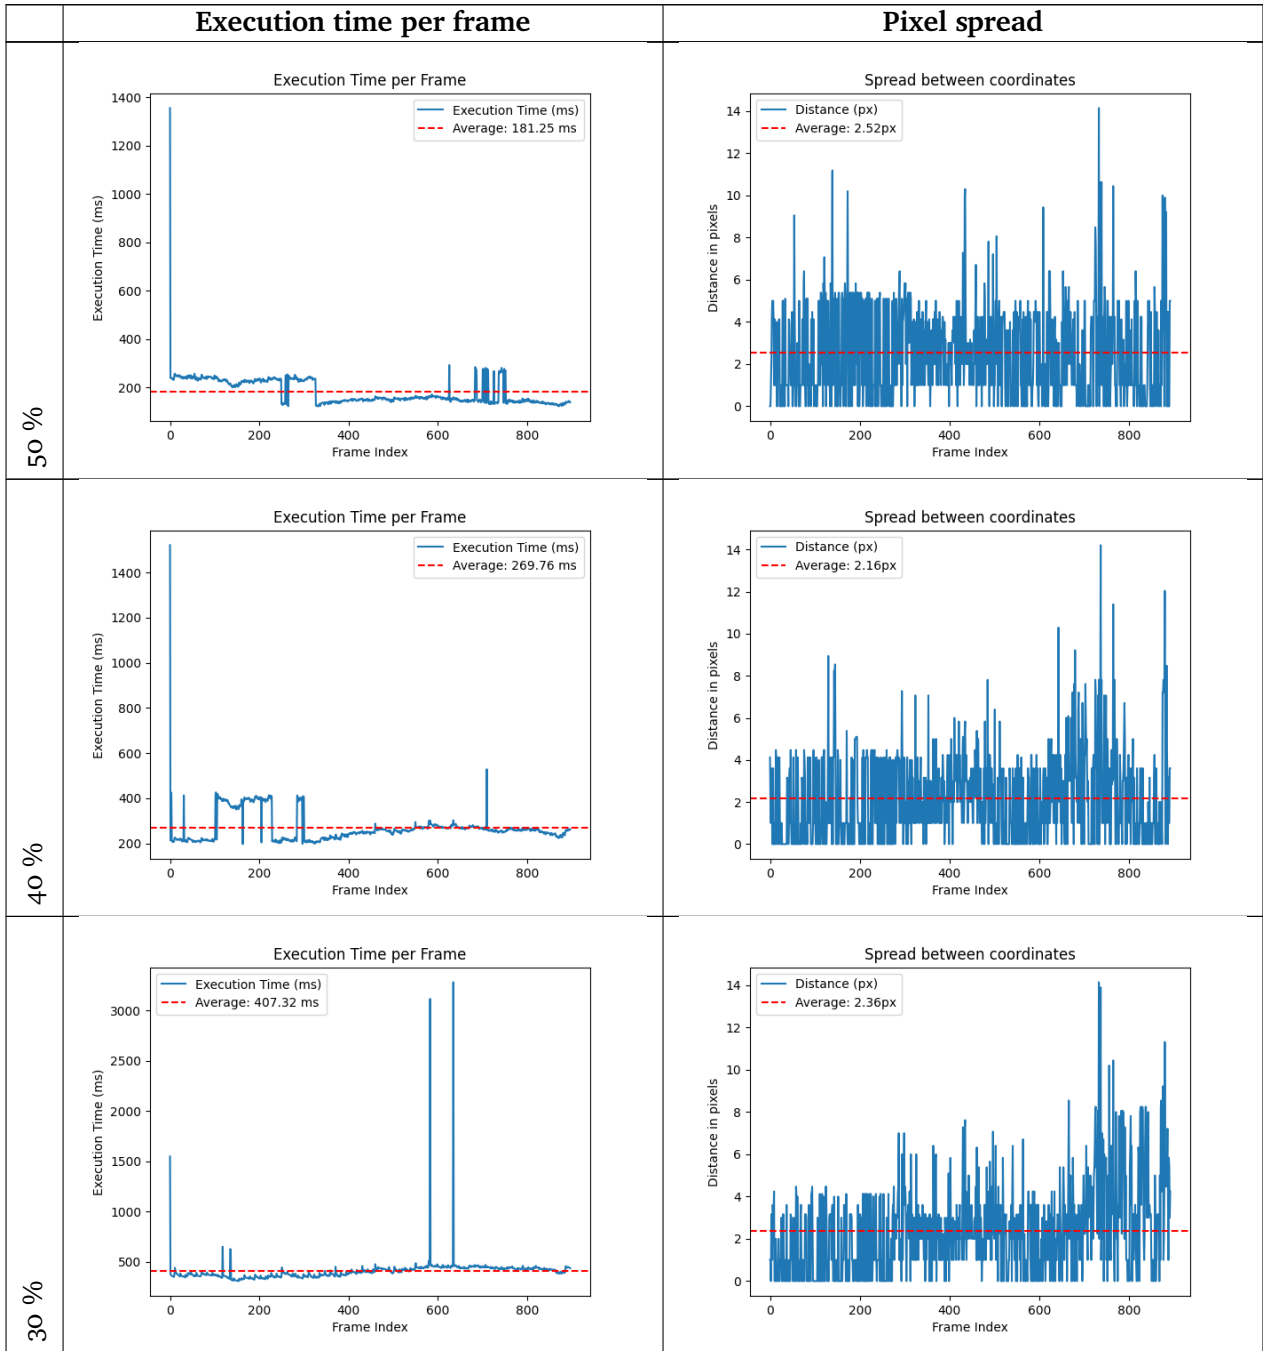 Execution time per frame
Pixel spread
50 %
Execution Time per Frame
Execution Time (ms)
Average: 181.25 ms
1400
1200
1000
800
600
400
200
Execution Time (ms)
0 200 400 600 800
Frame Index
Spread between coordinates
Distance (px)
Average: 2.52px
14
12
10
8
6
4
2
0
Distance in pixels
0 200 400 600 800
Frame Index
40 %
Execution Time per Frame
Execution Time (ms)
Average: 269.76 ms
1400
1200
1000
800
600
400
200
Execution Time (ms)
0 200 400 600 800
Frame Index
Spread between coordinates
Distance (px)
Average: 2.16px
14
12
10
8
6
4
2
0
Distance in pixels
0 200 400 600 800
Frame Index
30 %
Execution Time per Frame
Execution Time (ms)
Average: 407.32 ms
3000
2500
2000
1500
1000
500
Execution Time (ms)
0 200 400 600 800
Frame Index
Spread between coordinates
Distance (px)
Average: 2.36px
14
12
10
8
6
4
2
0
Distance in pixels
0 200 400 600 800
Frame Index